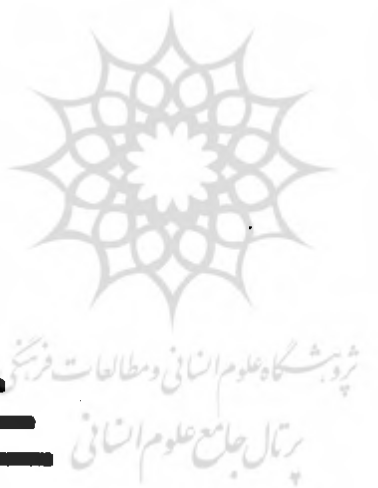 پژوهشگاه علوم انسانی و مطالعات فرهنگی
پرتال جامع علوم انسانی